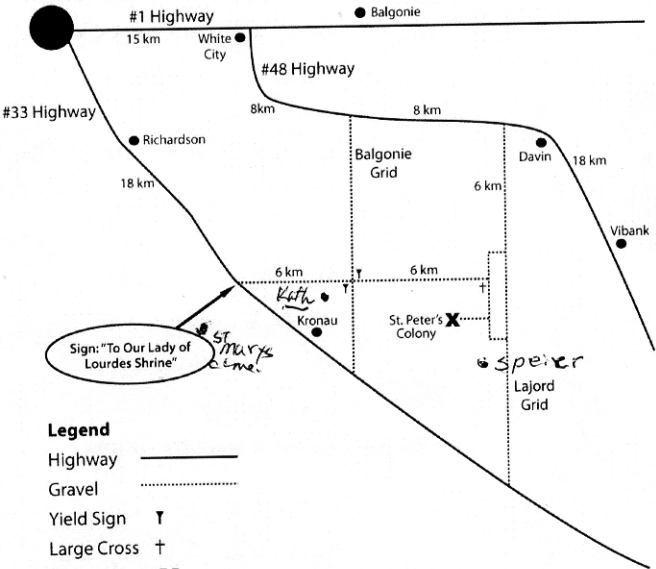 #1 Highway
Balgonie
15 km
White
City
#48 Highway
#33 Highway
8km
8 km
Richardson
Balgonie
Grid
Davin
18 km
18 km
6 km
Vibank
6 km
6 km
Kath
Kronau
St. Peter's
Colony
X
Sign: "To Our Lady of
Lourdes Shrine"
St
Marys
speirer
Lajord
Grid
Legend
Highway
Gravel
Yield Sign
Large Cross